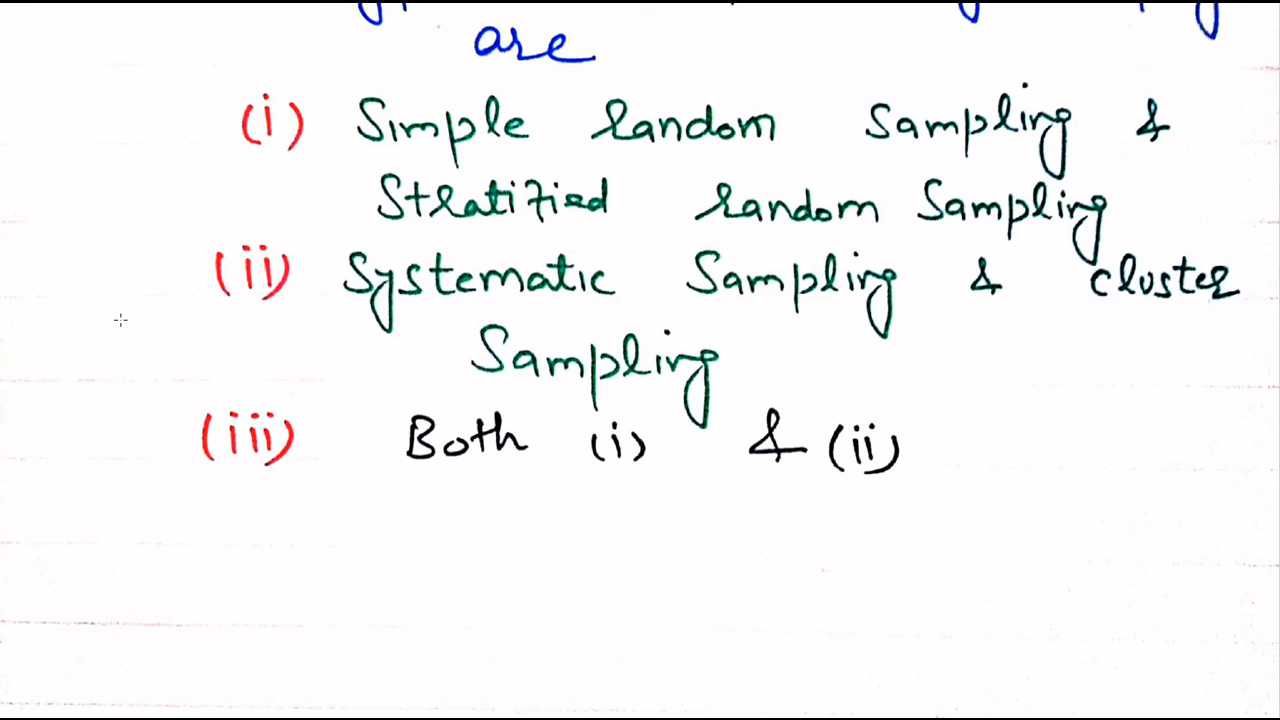 are
(i) Simple random Sampling &
Stratified random Sampling
(ii) Systematic Sampling & cluster
Sampling
(iii) Both (i) & (ii)